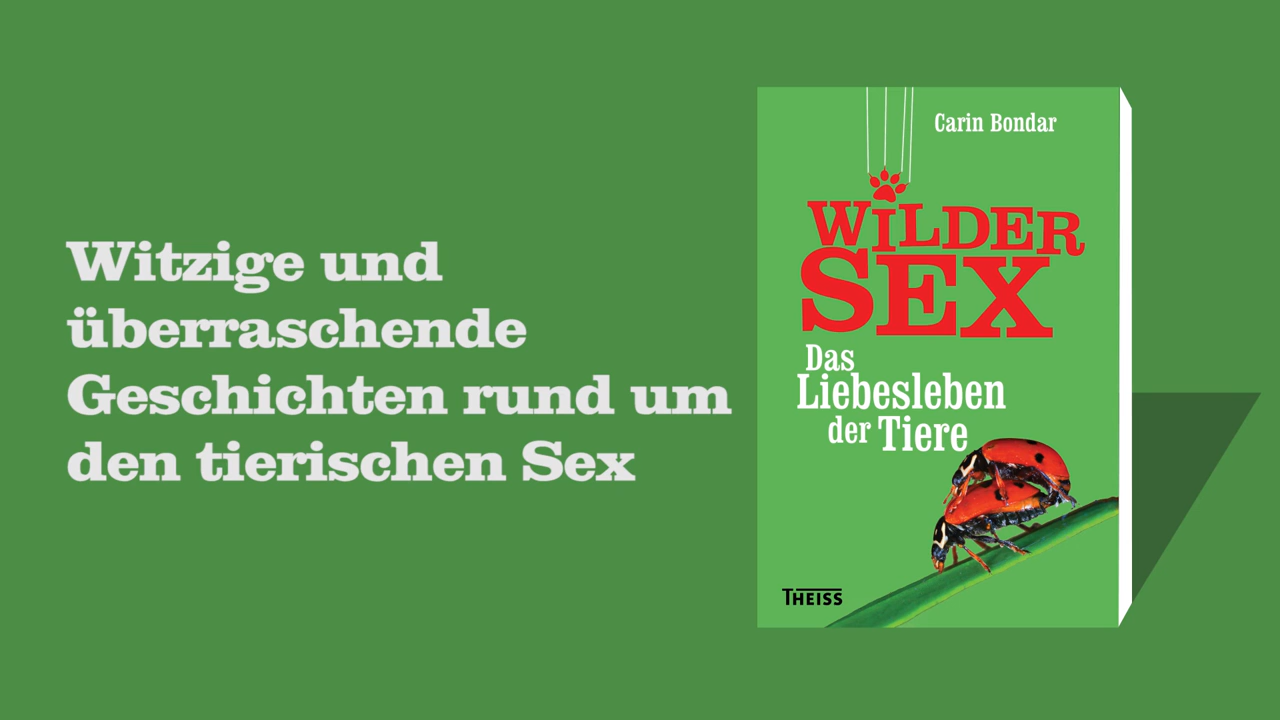 Witzige und
überraschende
Geschichten rund um
den tierischen Sex
Carin Bondar
WILDER
SEX
Das
Liebesleben
der Tiere
THEISS